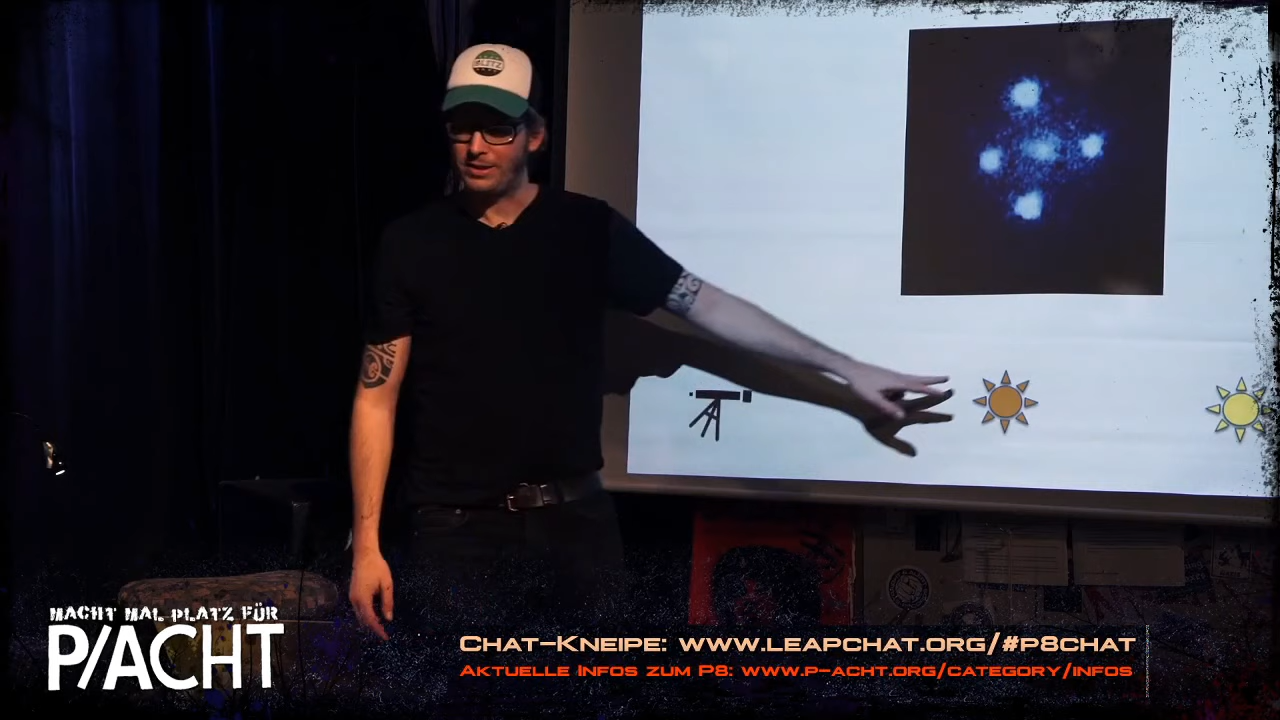 BLITZ
MACHT MAL PLATZ FÜR
P/ACHT
Chat-Kneipe: www.leapchat.org/#p8chat
Aktuelle Infos zum P8: www.p-acht.org/category/infos